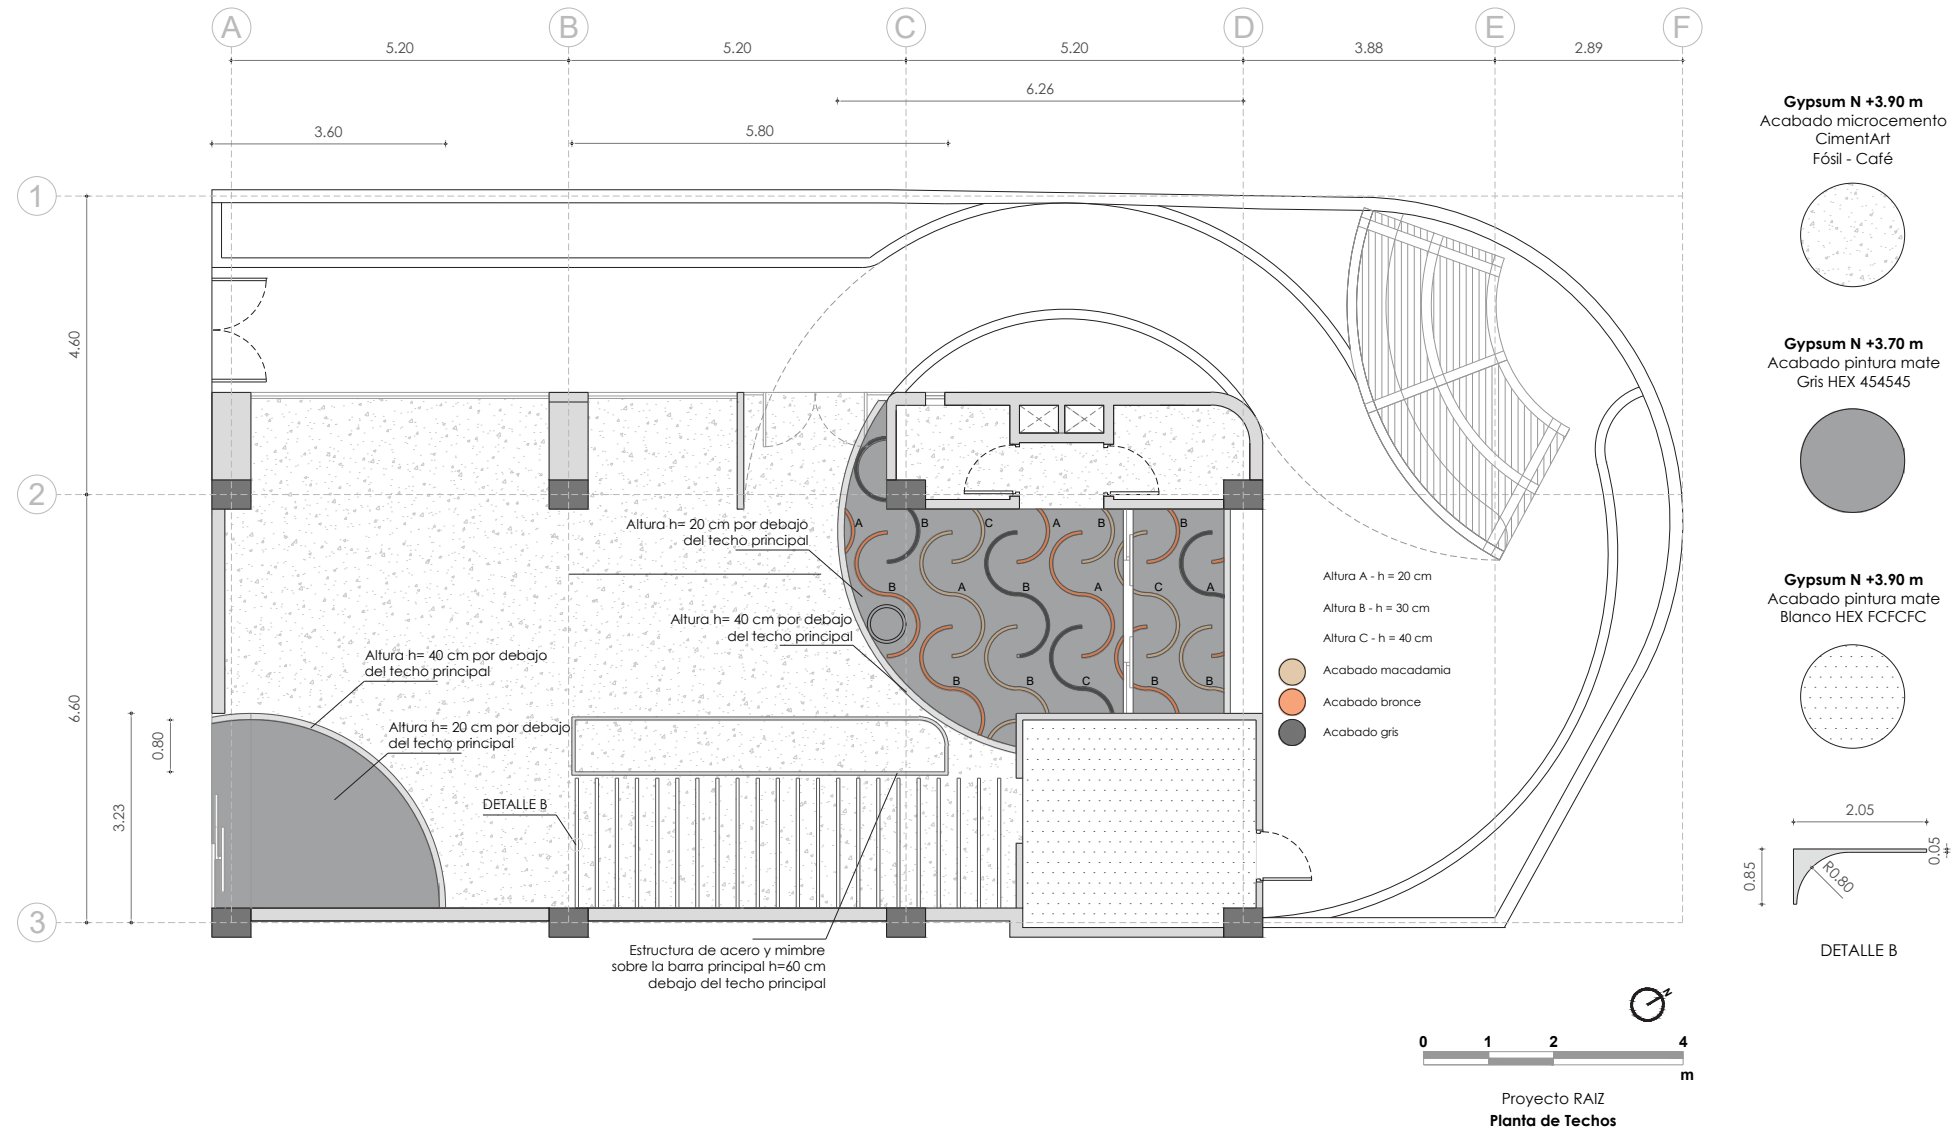 A
B
C
D
E
F
5.20
5.20
5.20
3.88
2.89
6.26
3.60
5.80
1
2
3
4.60
6.60
3.23
0.80
Altura h= 20 cm por debajo
del techo principal
Altura h= 40 cm por debajo
del techo principal
Altura h= 40 cm por debajo
del techo principal
Altura h= 20 cm por debajo
del techo principal
DETALLE B
Estructura de acero y mimbre
sobre la barra principal h=60 cm
debajo del techo principal
A
B
C
A
B
B
B
A
B
A
C
A
B
B
C
B
B
Altura A - h = 20 cm
Altura B - h = 30 cm
Altura C - h = 40 cm
Acabado macadamia
Acabado bronce
Acabado gris
Gypsum N +3.90 m
Acabado microcemento
CimentArt
Fósil - Café
Gypsum N +3.70 m
Acabado pintura mate
Gris HEX 454545
Gypsum N +3.90 m
Acabado pintura mate
Blanco HEX FCFCFC
2.05
0.05
0.85
R0.80
DETALLE B
N
0 1 2 4
m
Proyecto RAIZ
Planta de Techos